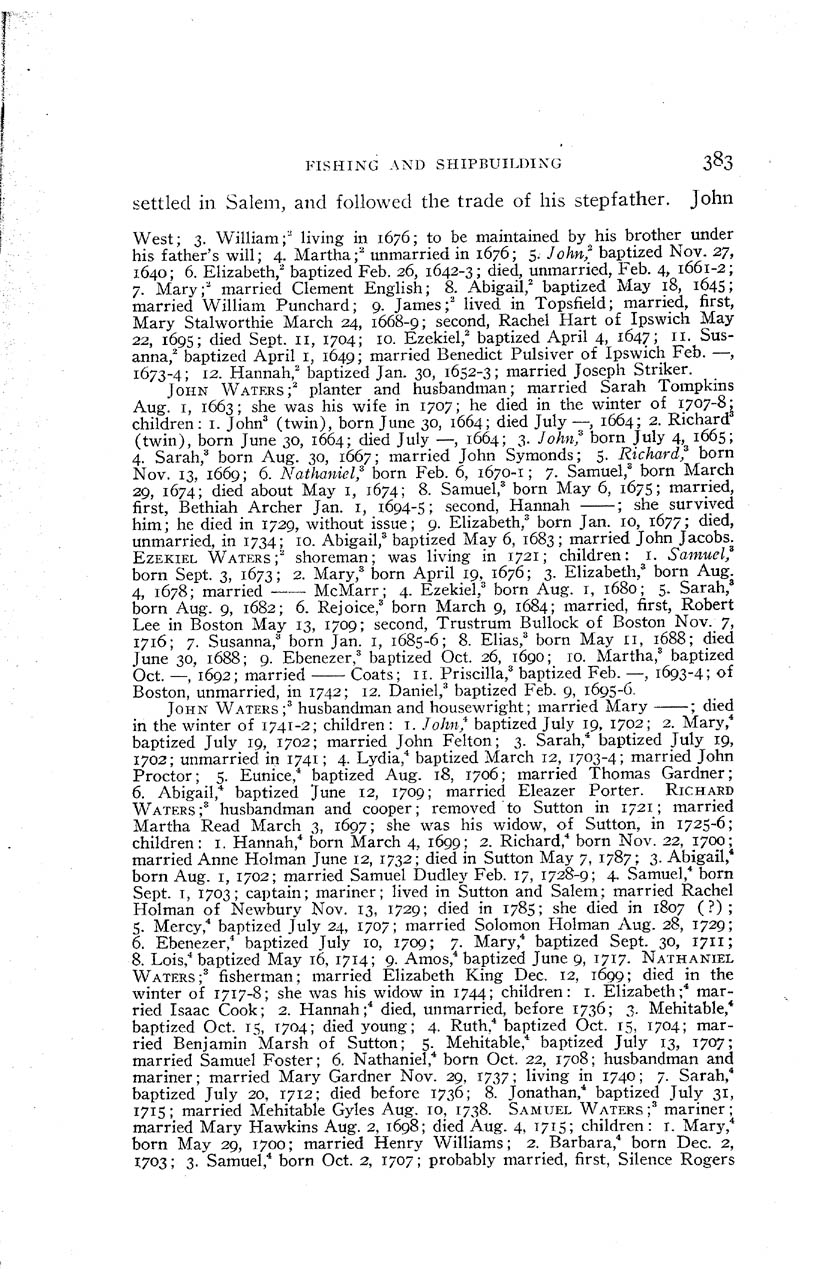 FISHING AND SHIPBUILDING 383
settled in Salem, and followed the trade of his stepfather. John
West; 3. William;² living in 1676; to be maintained by his brother under
his father's will; 4. Martha;² unmarried in 1676; 5. John,² baptized Nov. 27,
1640; 6. Elizabeth,² baptized Feb. 26, 1642-3; died, unmarried, Feb. 4, 1661-2;
7. Mary;² married Clement English; 8. Abigail,² baptized May 18, 1645;
married William Punchard; 9. James;² lived in Topsfield; married, first,
Mary Stalworthie March 24, 1668-9; second, Rachel Hart of Ipswich May
22, 1695; died Sept. 11, 1704; 10. Ezekiel,² baptized April 4, 1647; 11. Sus-
anna,² baptized April 1, 1649; married Benedict Pulsiver of Ipswich Feb. —,
1673-4; 12. Hannah,² baptized Jan. 30, 1652-3; married Joseph Striker.
JOHN WATERS;² planter and husbandman; married Sarah Tompkins
Aug. 1, 1663; she was his wife in 1707; he died in the winter of 1707-8;
children: 1. John³ (twin), born June 30, 1664; died July —, 1664; 2. Richard³
(twin), born June 30, 1664; died July —, 1664; 3. John,³ born July 4, 1665;
4. Sarah,³ born Aug. 30, 1667; married John Symonds; 5. Richard,³ born
Nov. 13, 1669; 6. Nathaniel,³ born Feb. 6, 1670-1; 7. Samuel,³ born March
29, 1674; died about May 1, 1674; 8. Samuel,³ born May 6, 1675; married,
first, Bethiah Archer Jan. 1, 1694-5; second, Hannah ——; she survived
him; he died in 1729, without issue; 9. Elizabeth,³ born Jan. 10, 1677; died,
unmarried, in 1734; 10. Abigail,³ baptized May 6, 1683; married John Jacobs.
EZEKIEL WATERS;² shoreman; was living in 1721; children: 1. Samuel,³
born Sept. 3, 1673; 2. Mary,³ born April 19, 1676; 3. Elizabeth,³ born Aug.
4, 1678; married —— McMarr; 4. Ezekiel,³ born Aug. 1, 1680; 5. Sarah,³
born Aug. 9, 1682; 6. Rejoice,³ born March 9, 1684; married, first, Robert
Lee in Boston May 13, 1709; second, Trustrum Bullock of Boston Nov. 7,
1716; 7. Susanna,³ born Jan. 1, 1685-6; 8. Elias,³ born May 11, 1688; died
June 30, 1688; 9. Ebenezer,³ baptized Oct. 26, 1690; 10. Martha,³ baptized
Oct. —, 1692; married —— Coats; 11. Priscilla,³ baptized Feb. —, 1693-4; of
Boston, unmarried, in 1742; 12. Daniel,³ baptized Feb. 9, 1695-6.
JOHN WATERS;³ husbandman and housewright; married Mary ——; died
in the winter of 1741-2; children: 1. John,⁴ baptized July 19, 1702; 2. Mary,⁴
baptized July 19, 1702; married John Felton; 3. Sarah,⁴ baptized July 19,
1702; unmarried in 1741; 4. Lydia,⁴ baptized March 12, 1703-4; married John
Proctor; 5. Eunice,⁴ baptized Aug. 18, 1706; married Thomas Gardner;
6. Abigail,⁴ baptized June 12, 1709; married Eleazer Porter. RICHARD
WATERS;³ husbandman and cooper; removed to Sutton in 1721; married
Martha Read March 3, 1697; she was his widow, of Sutton, in 1725-6;
children: 1. Hannah,⁴ born March 4, 1699; 2. Richard,⁴ born Nov. 22, 1700;
married Anne Holman June 12, 1732; died in Sutton May 7, 1787; 3. Abigail,⁴
born Aug. 1, 1702; married Samuel Dudley Feb. 17, 1728-9; 4. Samuel,⁴ born
Sept. 1, 1703; captain; mariner; lived in Sutton and Salem; married Rachel
Holman of Newbury Nov. 13, 1729; died in 1785; she died in 1807 (?);
5. Mercy,⁴ baptized July 24, 1707; married Solomon Holman Aug. 28, 1729;
6. Ebenezer,⁴ baptized July 10, 1709; 7. Mary,⁴ baptized Sept. 30, 1711;
8. Lois,⁴ baptized May 16, 1714; 9. Amos,⁴ baptized June 9, 1717. NATHANIEL
WATERS;³ fisherman; married Elizabeth King Dec. 12, 1699; died in the
winter of 1717-8; she was his widow in 1744; children: 1. Elizabeth;⁴ mar-
ried Isaac Cook; 2. Hannah;⁴ died, unmarried, before 1736; 3. Mehitable,⁴
baptized Oct. 15, 1704; died young; 4. Ruth,⁴ baptized Oct. 15, 1704; mar-
ried Benjamin Marsh of Sutton; 5. Mehitable,⁴ baptized July 13, 1707;
married Samuel Foster; 6. Nathaniel,⁴ born Oct. 22, 1708; husbandman and
mariner; married Mary Gardner Nov. 29, 1737; living in 1740; 7. Sarah,⁴
baptized July 20, 1712; died before 1736; 8. Jonathan,⁴ baptized July 31,
1715; married Mehitable Gyles Aug. 10, 1738. SAMUEL WATERS;³ mariner;
married Mary Hawkins Aug. 2, 1698; died Aug. 4, 1715; children: 1. Mary,⁴
born May 29, 1700; married Henry Williams; 2. Barbara,⁴ born Dec. 2,
1703; 3. Samuel,⁴ born Oct. 2, 1707; probably married, first, Silence Rogers